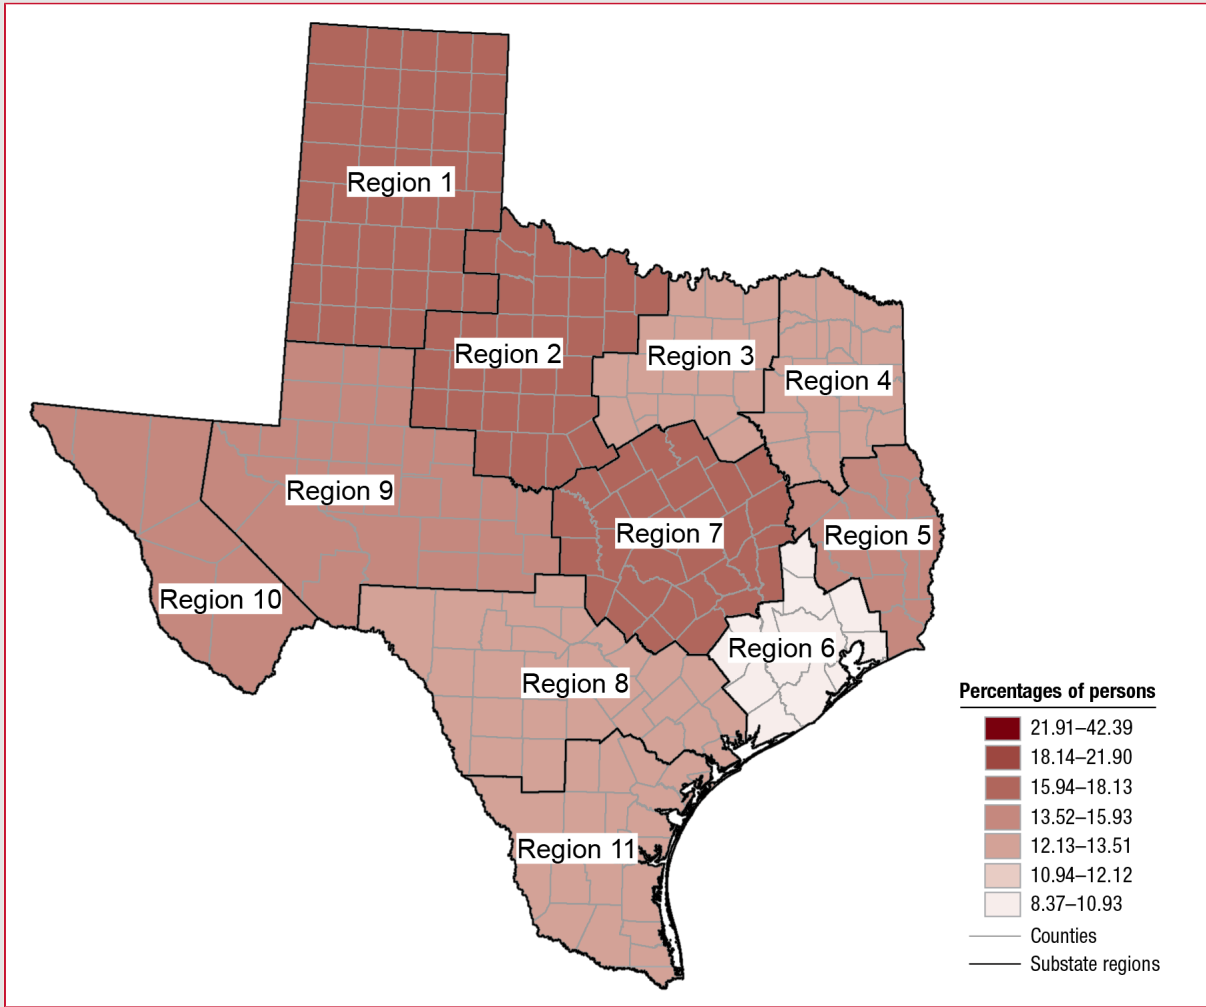 Region 1
Region 2
Region 3
Region 4
Region 9
Region 7
Region 5
Region 10
Region 6
Region 8
Region 11
Percentages of persons
21.91–42.39
18.14–21.90
15.94–18.13
13.52–15.93
12.13–13.51
10.94–12.12
8.37–10.93
Counties
Substate regions